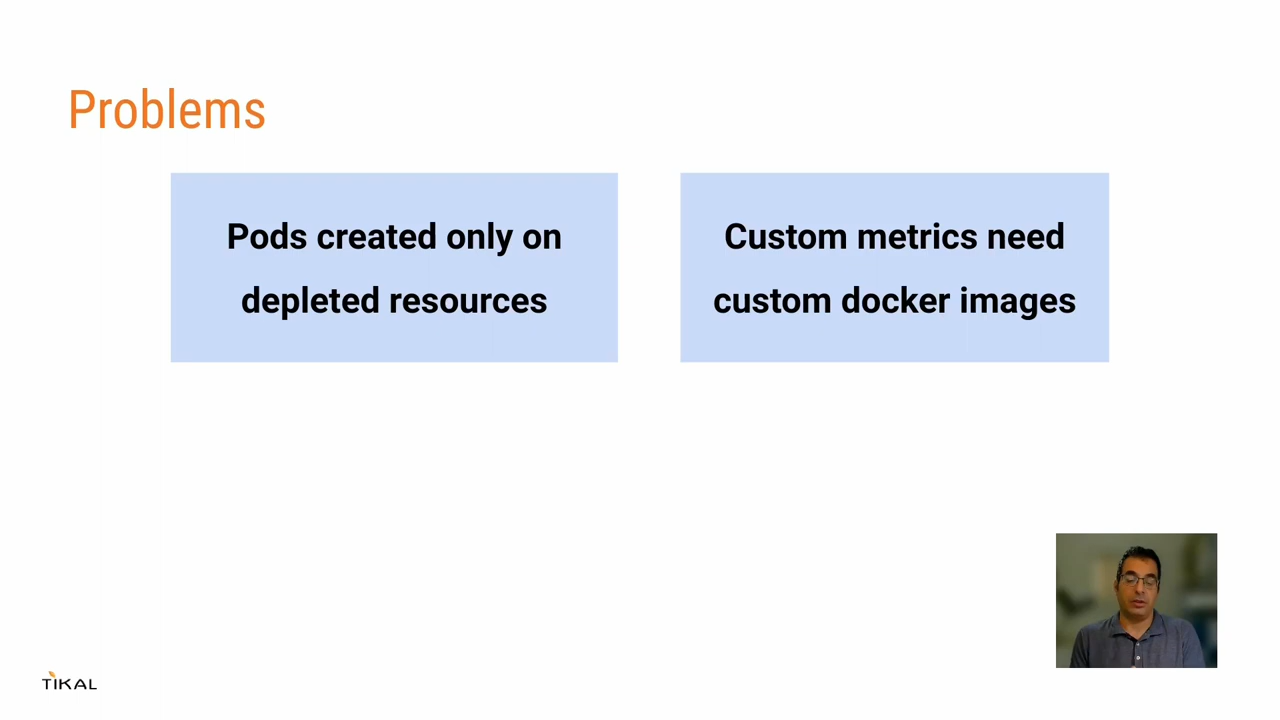 Problems
Pods created only on
depleted resources
Custom metrics need
custom docker images
TIKAL